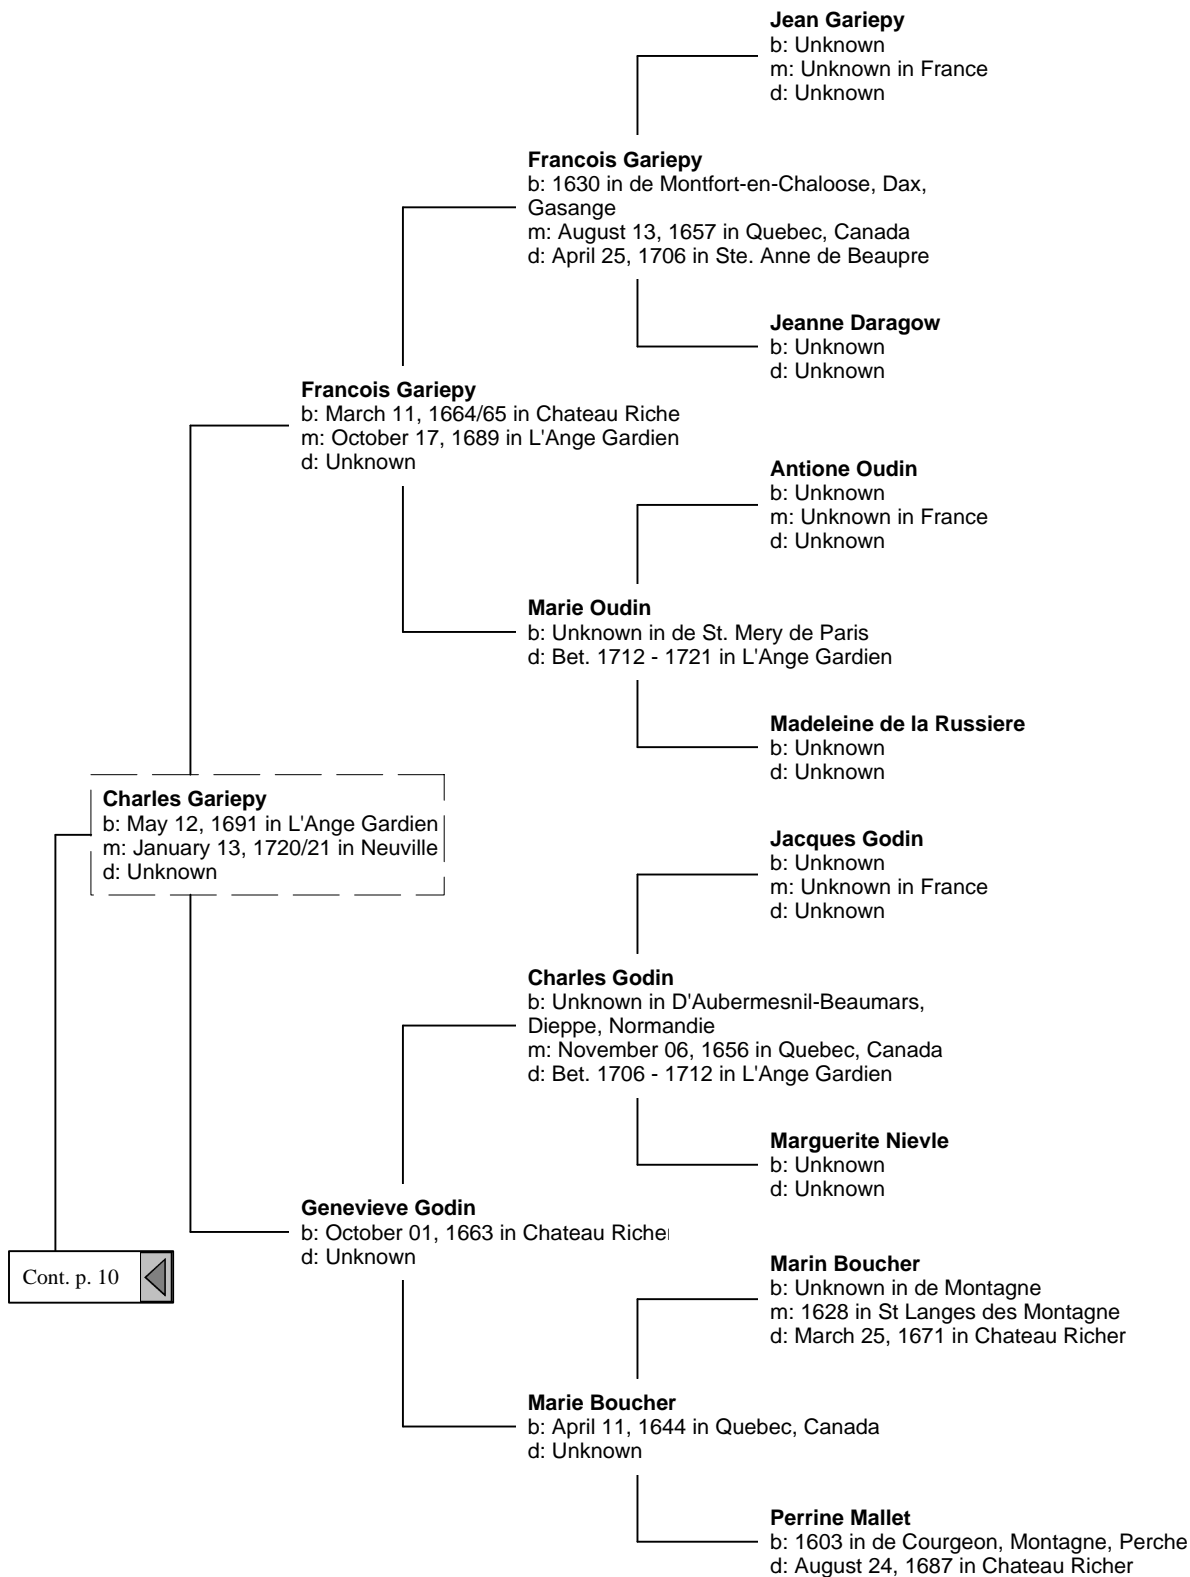 Jean Gariepy
b: Unknown
m: Unknown in France
d: Unknown
Francois Gariepy
b: 1630 in de Montfort-en-Chaloose, Dax,
Gasange
m: August 13, 1657 in Quebec, Canada
d: April 25, 1706 in Ste. Anne de Beaupre
Jeanne Daragow
b: Unknown
d: Unknown
Francois Gariepy
b: March 11, 1664/65 in Chateau Riche
m: October 17, 1689 in L'Ange Gardien
d: Unknown
Antione Oudin
b: Unknown
m: Unknown in France
d: Unknown
Marie Oudin
b: Unknown in de St. Mery de Paris
d: Bet. 1712 - 1721 in L'Ange Gardien
Madeleine de la Russiere
b: Unknown
d: Unknown
Charles Gariepy
b: May 12, 1691 in L'Ange Gardien
m: January 13, 1720/21 in Neuville
d: Unknown
Jacques Godin
b: Unknown
m: Unknown in France
d: Unknown
Charles Godin
b: Unknown in D'Aubermesnil-Beaumars,
Dieppe, Normandie
m: November 06, 1656 in Quebec, Canada
d: Bet. 1706 - 1712 in L'Ange Gardien
Marguerite Nievle
b: Unknown
d: Unknown
Genevieve Godin
b: October 01, 1663 in Chateau Richer
d: Unknown
Cont. p. 10
Marin Boucher
b: Unknown in de Montagne
m: 1628 in St Langes des Montagne
d: March 25, 1671 in Chateau Richer
Marie Boucher
b: April 11, 1644 in Quebec, Canada
d: Unknown
Perrine Mallet
b: 1603 in de Courgeon, Montagne, Perche
d: August 24, 1687 in Chateau Richer